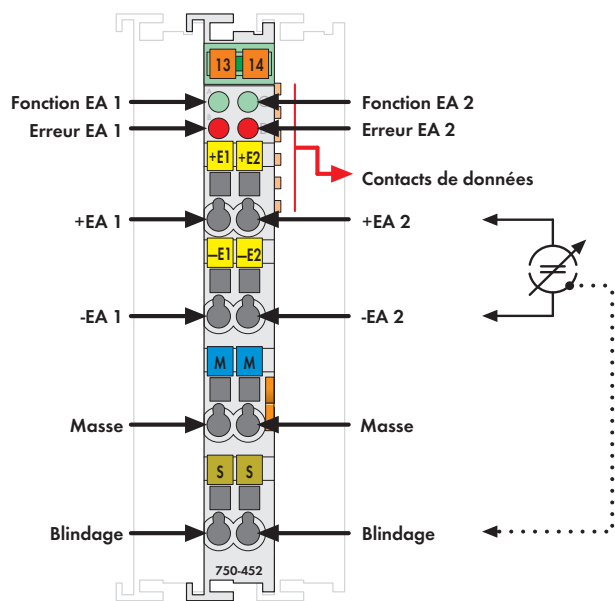 13 14
Fonction EA 1
Fonction EA 2
Erreur EA 1
Erreur EA 2
+E1 +E2
Contacts de données
+EA 1
+EA 2
–E1 –E2
-EA 1
-EA 2
M M
Masse
Masse
S S
Blindage
Blindage
750-452